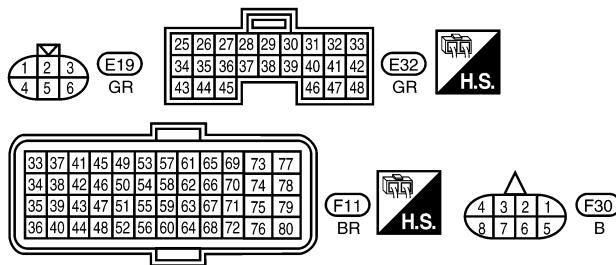 1 2 3
4 5 6
E19
GR
25 26 27 28 29 30 31 32 33
34 35 36 37 38 39 40 41 42
43 44 45 46 47 48
E32
GR
H.S.
33 37 41 45 49 53 57 61 65 69 73 77
34 38 42 46 50 54 58 62 66 70 74 78
35 39 43 47 51 55 59 63 67 71 75 79
36 40 44 48 52 56 60 64 68 72 76 80
F11
BR
H.S.
4 3 2 1
8 7 6 5
F30
B